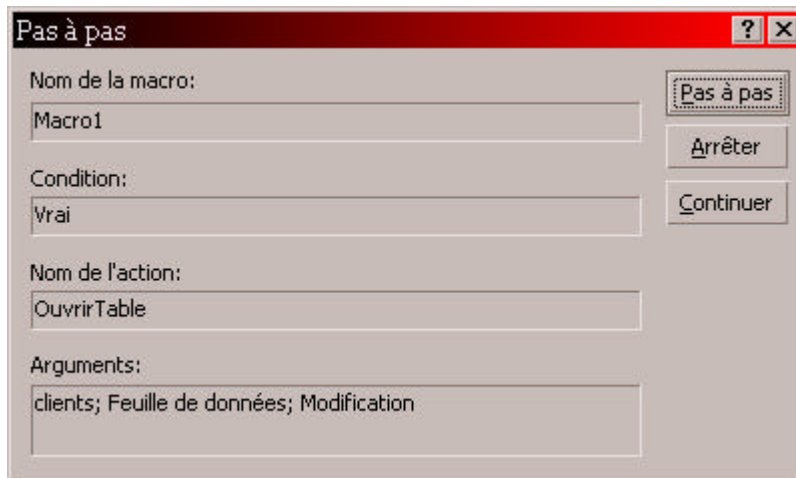 Pas à pas
Nom de la macro:
Macro1
Condition:
Vrai
Nom de l'action:
OuvrirTable
Arguments:
clients; Feuille de données; Modification
Pas à pas
Arrêter
Continuer